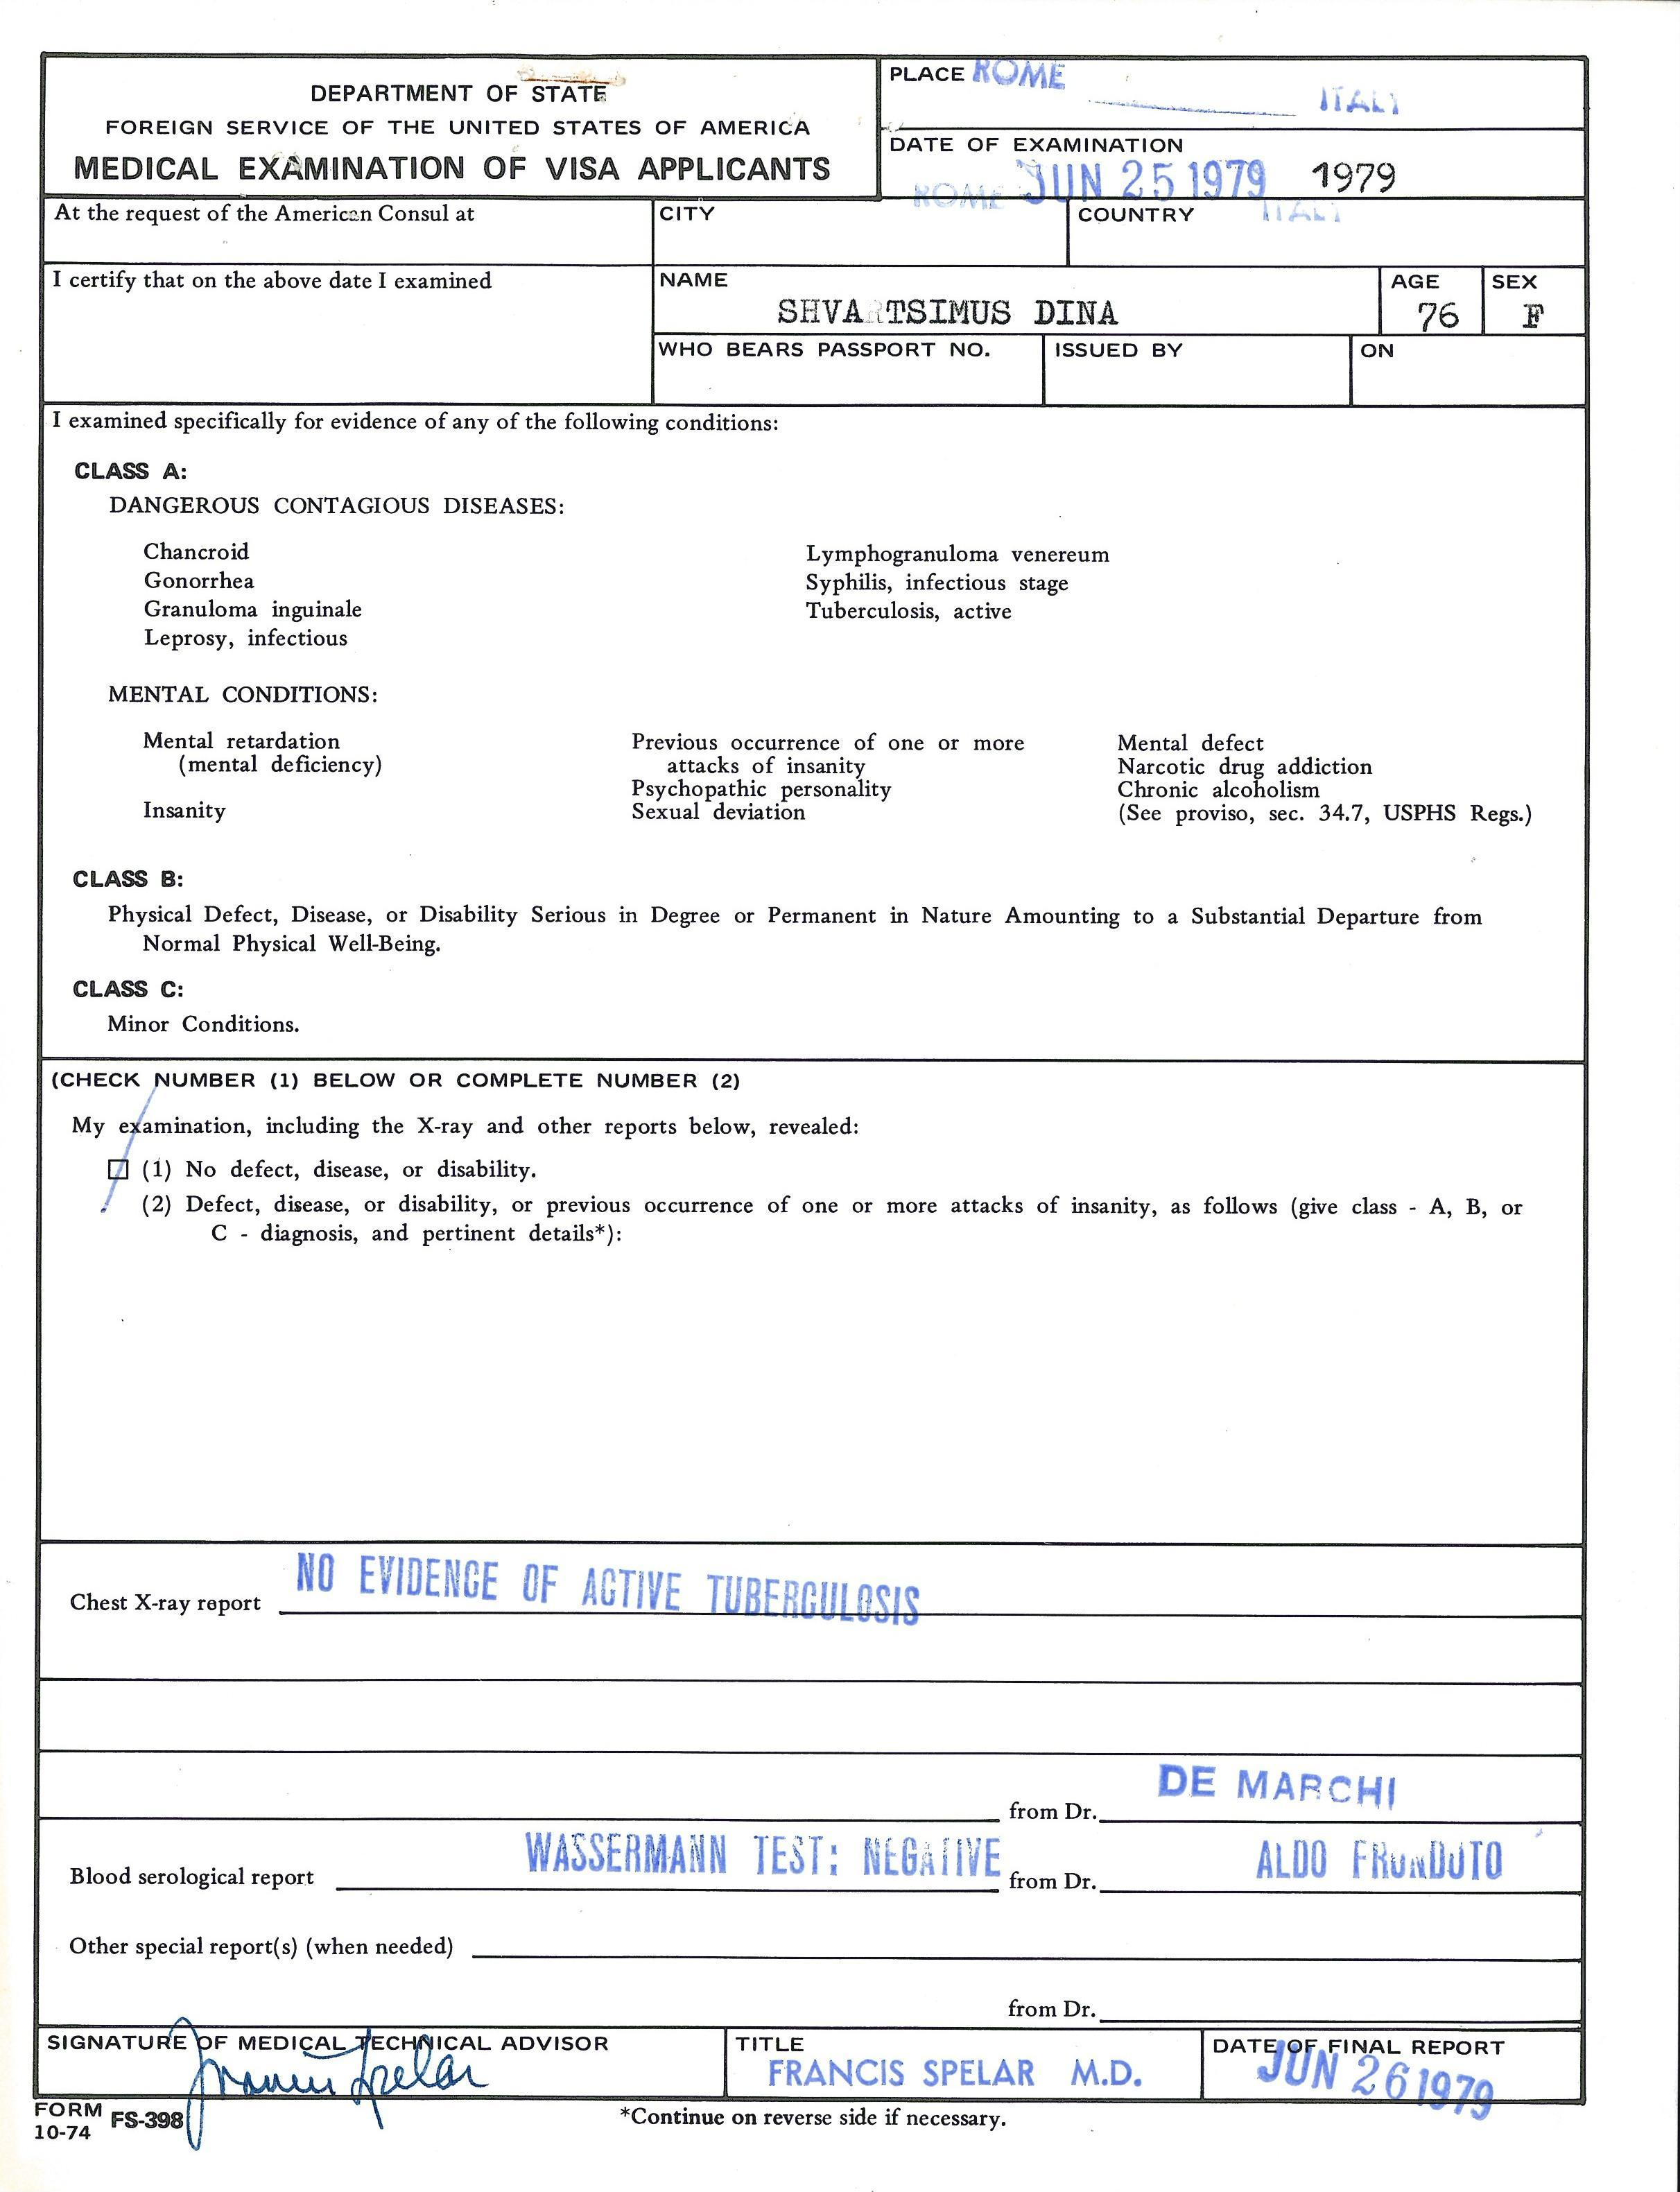 DEPARTMENT OF STATE
FOREIGN SERVICE OF THE UNITED STATES OF AMERICA
MEDICAL EXAMINATION OF VISA APPLICANTS
PLACE ROME ITALY
DATE OF EXAMINATION
JUN 25 1979 1979
At the request of the American Consul at
CITY ROME
COUNTRY ITALY
I certify that on the above date I examined
NAME
SHVARTSIMUS DINA
AGE
76
SEX
F
WHO BEARS PASSPORT NO.
ISSUED BY
ON
I examined specifically for evidence of any of the following conditions:
CLASS A:
DANGEROUS CONTAGIOUS DISEASES:
Chancroid
Gonorrhea
Granuloma inguinale
Leprosy, infectious
Lymphogranuloma venereum
Syphilis, infectious stage
Tuberculosis, active
MENTAL CONDITIONS:
Mental retardation
(mental deficiency)
Insanity
Previous occurrence of one or more
attacks of insanity
Psychopathic personality
Sexual deviation
Mental defect
Narcotic drug addiction
Chronic alcoholism
(See proviso, sec. 34.7, USPHS Regs.)
CLASS B:
Physical Defect, Disease, or Disability Serious in Degree or Permanent in Nature Amounting to a Substantial Departure from
Normal Physical Well-Being.
CLASS C:
Minor Conditions.
(CHECK NUMBER (1) BELOW OR COMPLETE NUMBER (2)
My examination, including the X-ray and other reports below, revealed:
(1) No defect, disease, or disability.
(2) Defect, disease, or disability, or previous occurrence of one or more attacks of insanity, as follows (give class - A, B, or
C - diagnosis, and pertinent details*):
Chest X-ray report NO EVIDENCE OF ACTIVE TUBERCULOSIS
from Dr. DE MARCHI
Blood serological report WASSERMANN TEST: NEGATIVE from Dr. ALDO
Other special report(s) (when needed)
from Dr.
SIGNATURE OF MEDICAL TECHNICAL ADVISOR
Francis Spelar
TITLE
FRANCIS SPELAR M.D.
DATE OF FINAL REPORT
JUN 26 1979
FORM
10-74 FS-398
*Continue on reverse side if necessary.